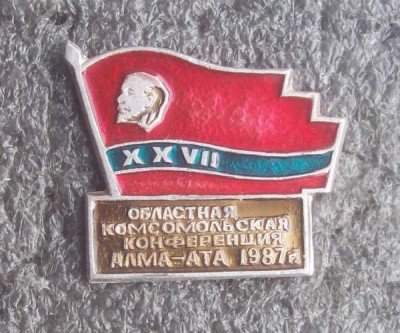 XXVII
ОБЛАСТНАЯ
КОМСОМОЛЬСКАЯ
КОНФЕРЕНЦИЯ
АЛМА-АТА 1987г.